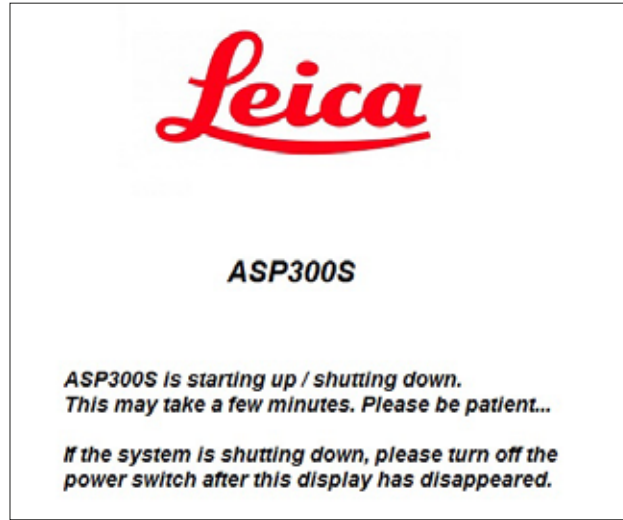 Leica
ASP300S
ASP300S is starting up / shutting down.
This may take a few minutes. Please be patient...
If the system is shutting down, please turn off the
power switch after this display has disappeared.